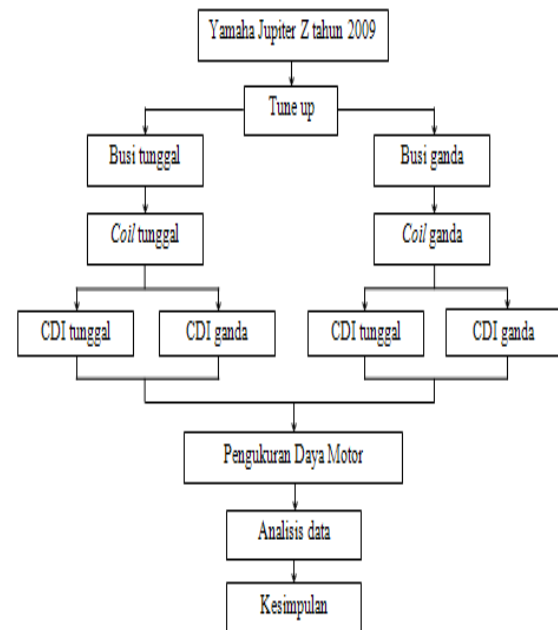 Yamaha Jupiter Z tahun 2009
Tune up
Busi tunggal
Busi ganda
Coil tunggal
Coil ganda
CDI tunggal
CDI ganda
CDI tunggal
CDI ganda
Pengukuran Daya Motor
Analisis data
Kesimpulan